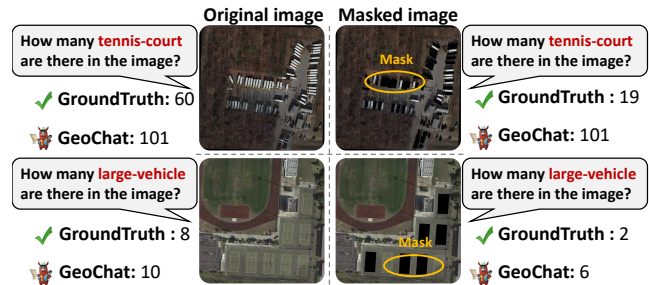 Original image
Masked image
How many tennis-court
are there in the image?
GroundTruth: 60
GeoChat: 101
Mask
How many tennis-court
are there in the image?
GroundTruth : 19
GeoChat: 101
How many large-vehicle
are there in the image?
GroundTruth : 8
GeoChat: 10
Mask
How many large-vehicle
are there in the image?
GroundTruth : 2
GeoChat: 6